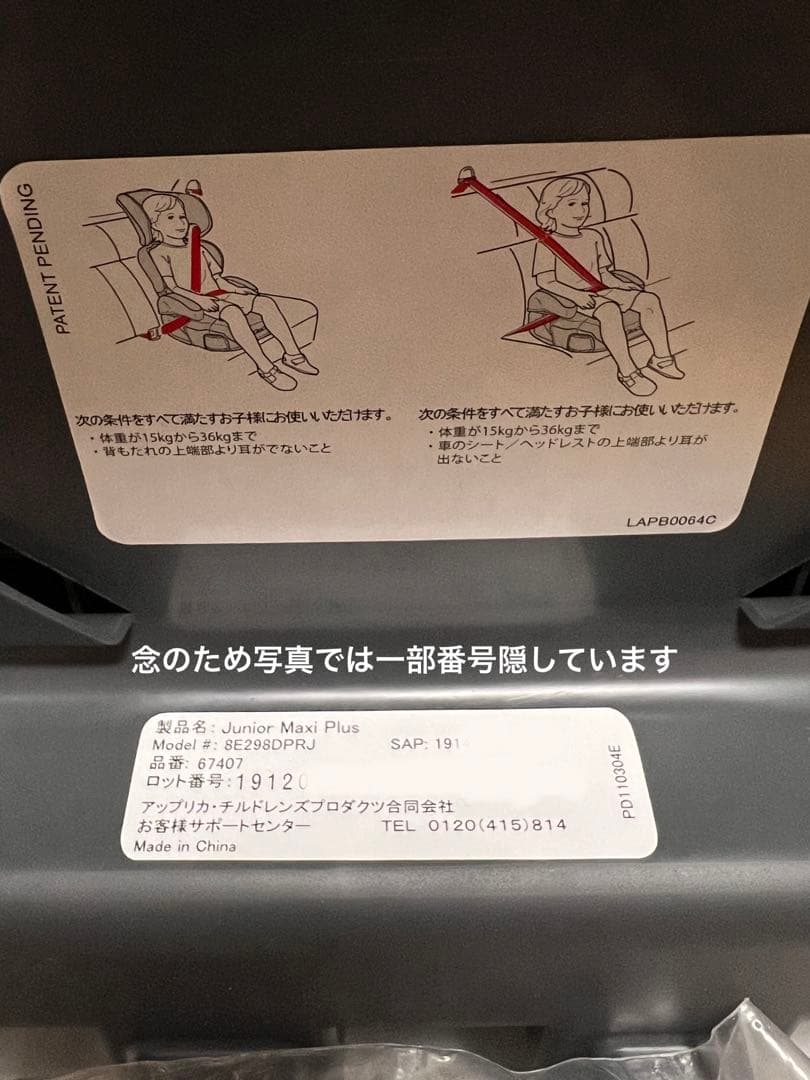 PATENT PENDING
次の条件をすべて満たすお子様にお使いいただけます。
・体重が15kgから36kgまで
・背もたれの上端部より耳がでないこと
次の条件をすべて満たすお子様にお使いいただけます。
・体重が15kgから36kgまで
・車のシート／ヘッドレストの上端部より耳が
出ないこと
LAPB0064C
念のため写真では一部番号隠しています
製品名: Junior Maxi Plus
Model #: 8E298DPRJ SAP: 191
品番: 67407
ロット番号:19120
アップリカ・チルドレンズプロダクツ合同会社
お客様サポートセンター TEL 0120(415)814
Made in China
PD110304E